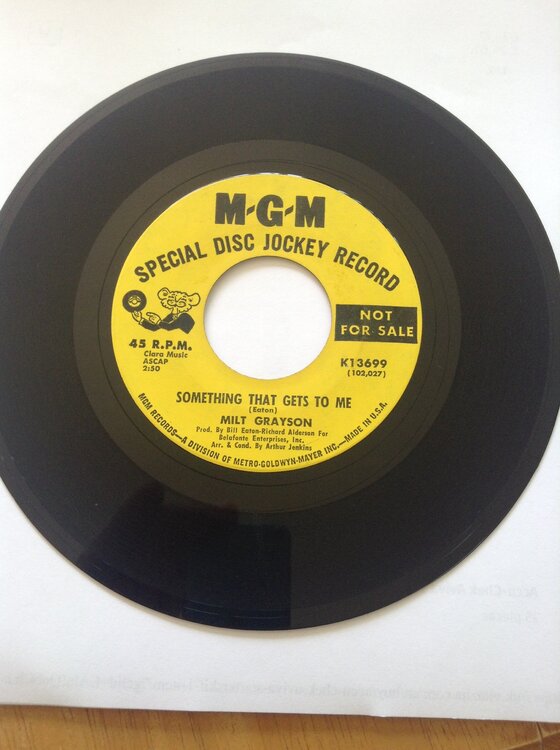 M-G-M
SPECIAL DISC JOCKEY RECORD
NOT
FOR SALE
45 R.P.M.
Clara Music
ASCAP
2:50
K13699
(102,027)
SOMETHING THAT GETS TO ME
(Eaton)
MILT GRAYSON
Prod. By Bill Eaton-Richard Alderson For
Belafonte Enterprises, Inc.
Arr. & Cond. By Arthur Jenkins
MGM RECORDS—A DIVISION OF METRO-GOLDWYN-MAYER INC.—MADE IN U.S.A.